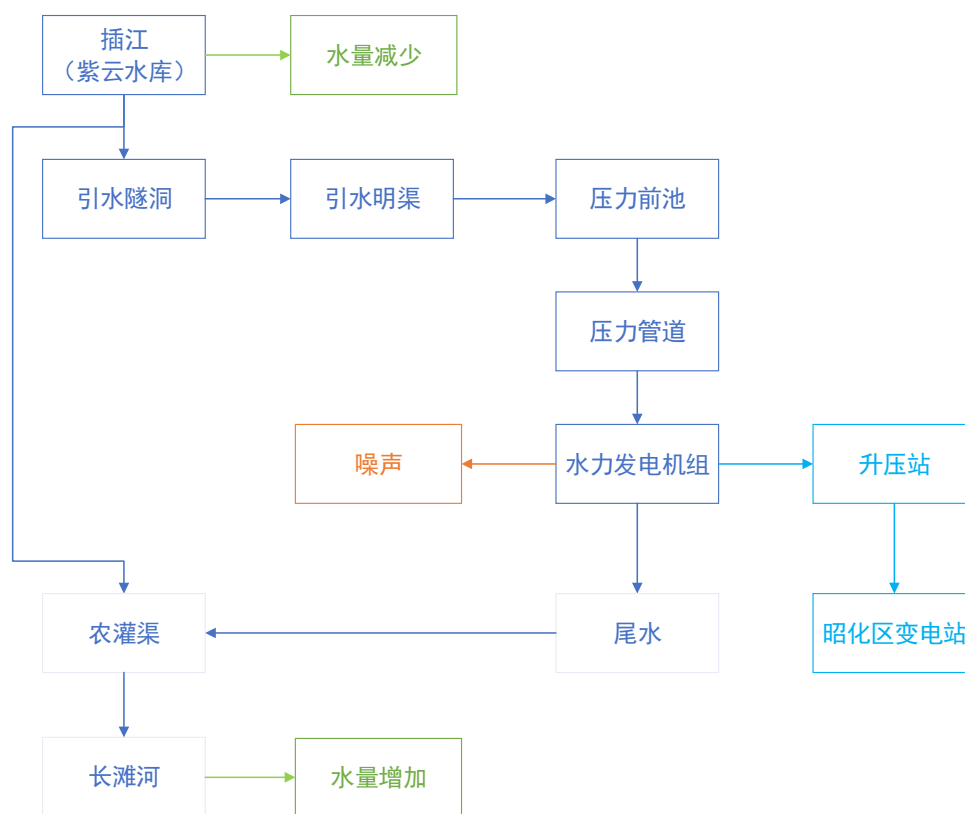 插江
（紫云水库）
水量减少
引水隧洞
引水明渠
压力前池
压力管道
噪声
水力发电机组
升压站
农灌渠
尾水
昭化区变电站
长滩河
水量增加